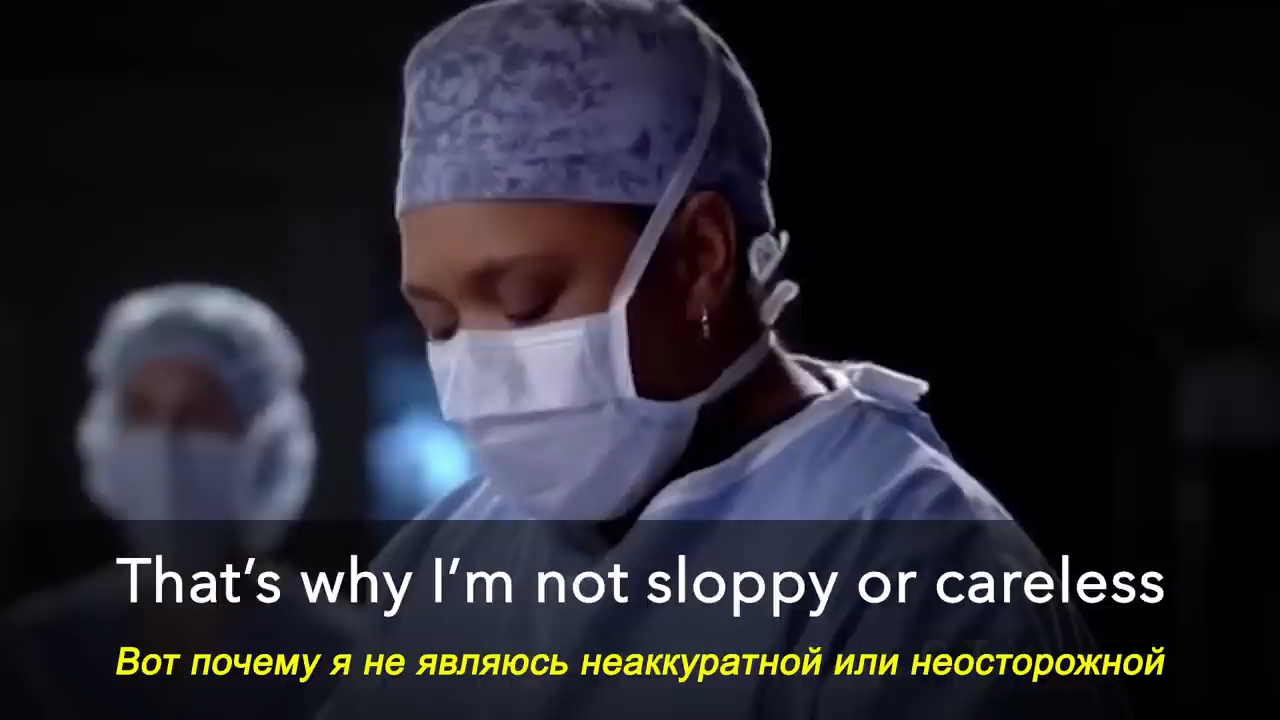 That’s why I’m not sloppy or careless
Вот почему я не являюсь неаккуратной или неосторожной